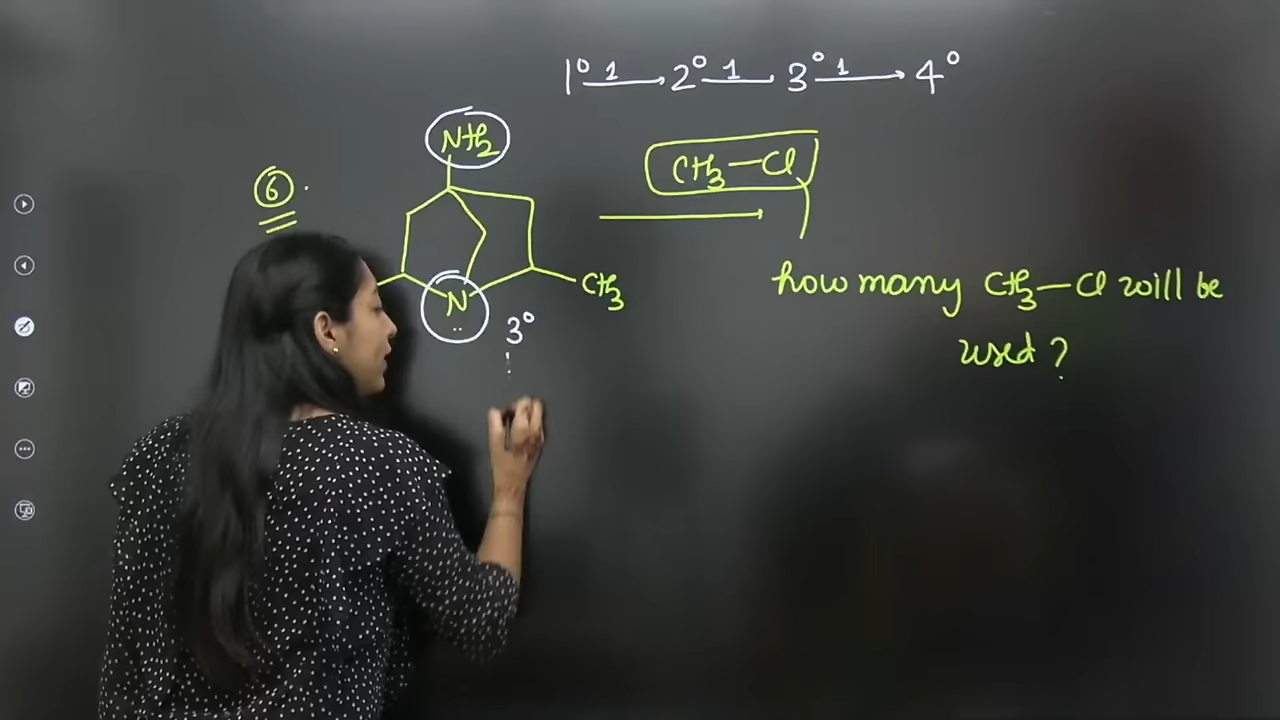 1° 1 → 2° 1 → 3° 1 → 4°
NH2
CH3—Cl
6
CH3
N
3°
how many CH3—Cl will be
used?